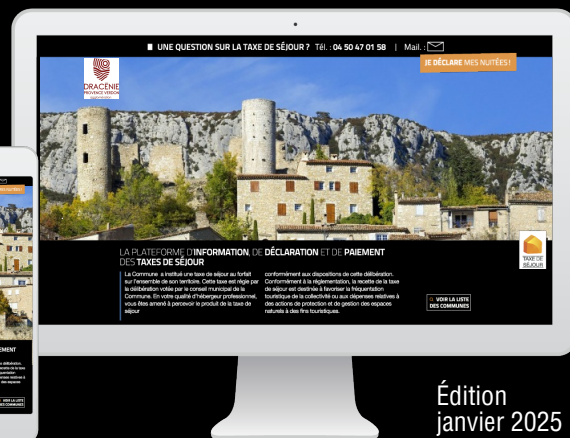 UNE QUESTION SUR LA TAXE DE SÉJOUR ? Tél. : 04 50 47 01 58 | Mail. :
JE DÉCLARE MES NUITÉES !
DRACÉNIE
PROVENCE VERDON
LA PLATEFORME D'INFORMATION, DE DÉCLARATION ET DE PAIEMENT
DES TAXES DE SÉJOUR
La Commune a institué une taxe de séjour au forfait
sur l'ensemble de son territoire. Cette taxe est régie par
la délibération votée par le conseil municipal de la
Commune. En votre qualité d'hébergeur professionnel,
vous êtes amené à percevoir le produit de la taxe de
séjour
conformément aux dispositions de cette délibération.
Conformément à la réglementation, la recette de la taxe
de séjour est destinée à favoriser la fréquentation
touristique de la collectivité ou aux dépenses relatives à
des actions de protection et de gestion des espaces
naturels à des fins touristiques.
TAXE DE
SÉJOUR
VOIR LA LISTE
DES COMMUNES
Édition
janvier 2025